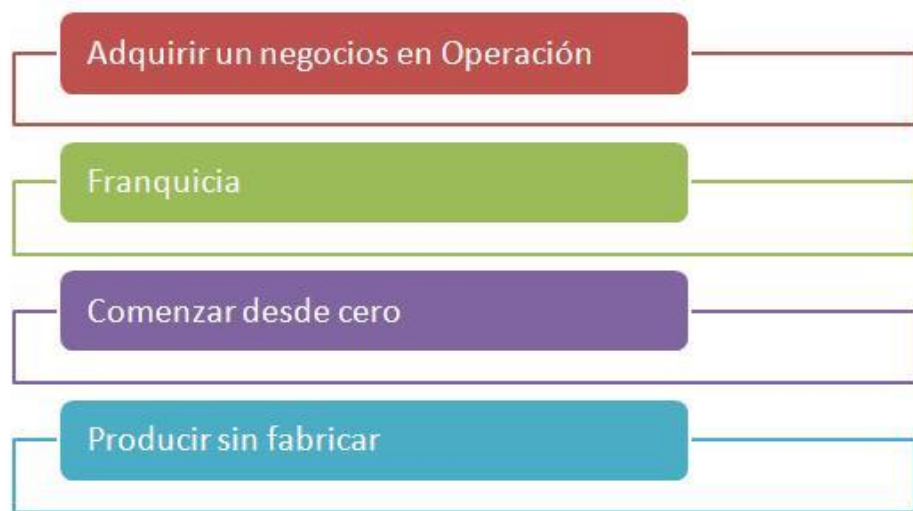 Adquirir un negocios en Operación
Franquicia
Comenzar desde cero
Producir sin fabricar